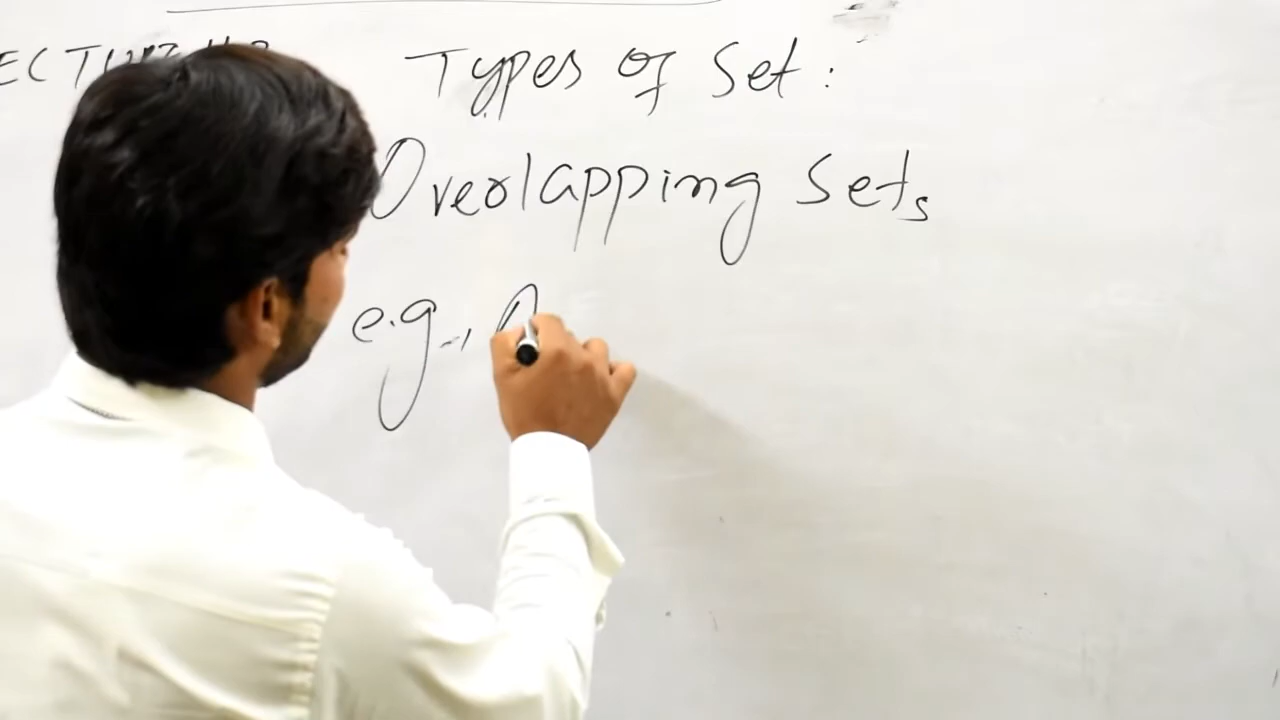 Types of Set :
Overlapping Sets
e.g.,